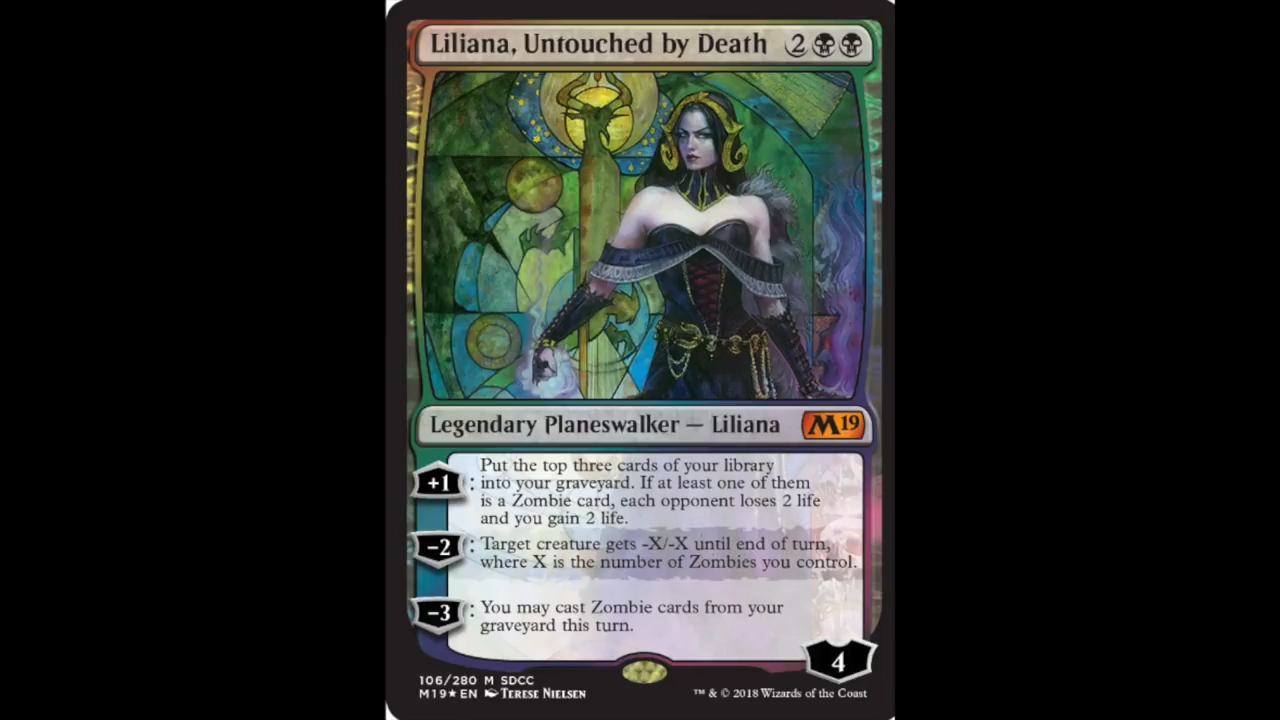 Liliana, Untouched by Death 2
Legendary Planeswalker — Liliana M19
+1: Put the top three cards of your library
into your graveyard. If at least one of them
is a Zombie card, each opponent loses 2 life
and you gain 2 life.
−2: Target creature gets -X/-X until end of turn,
where X is the number of Zombies you control.
−3: You may cast Zombie cards from your
graveyard this turn.
4
106/280 M SDCC
M19★EN TERESE NIELSEN
™ & © 2018 Wizards of the Coast